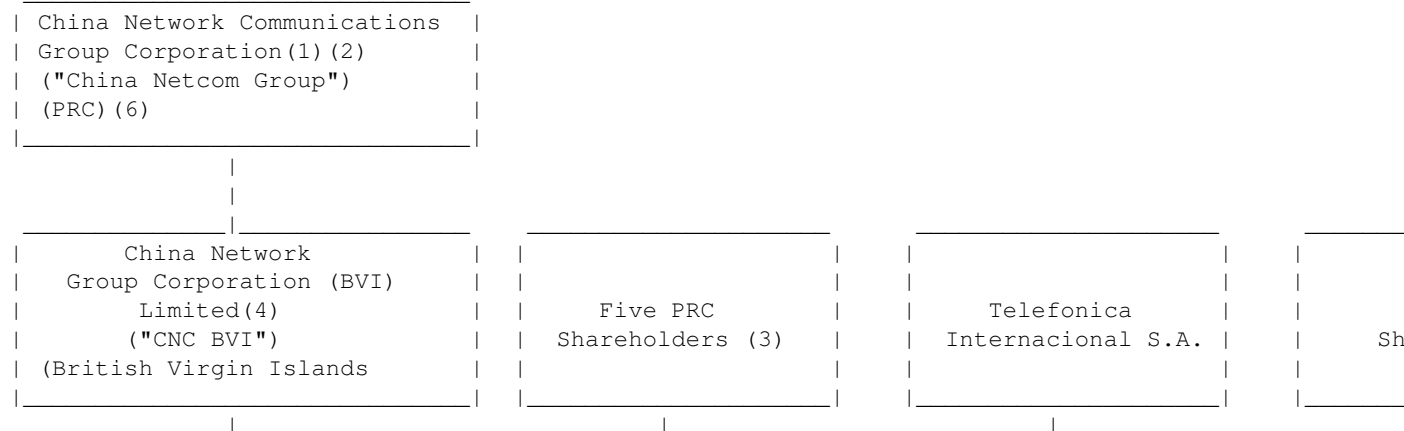 China Network Communications
Group Corporation(1)(2)
("China Netcom Group")
(PRC)(6)
China Network
Group Corporation (BVI)
Limited(4)
("CNC BVI")
(British Virgin Islands
Five PRC
Shareholders (3)
Telefonica
Internacional S.A.
Sh